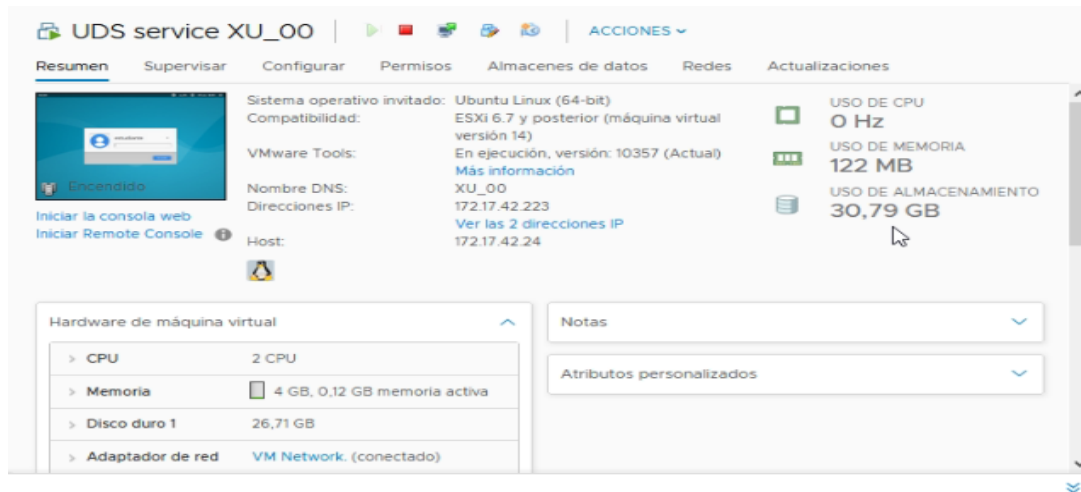 UDS service XU_00
ACCIONES
Resumen Supervisar Configurar Permisos Almacenes de datos Redes Actualizaciones
estudiante
Encendido
Iniciar la consola web
Iniciar Remote Console
Sistema operativo invitado: Ubuntu Linux (64-bit)
Compatibilidad: ESXi 6.7 y posterior (máquina virtual
versión 14)
VMware Tools: En ejecución, versión: 10357 (Actual)
Más información
Nombre DNS: XU_00
Direcciones IP: 172.17.42.223
Ver las 2 direcciones IP
Host: 172.17.42.24
USO DE CPU
0 Hz
USO DE MEMORIA
122 MB
USO DE ALMACENAMIENTO
30,79 GB
Hardware de máquina virtual
CPU 2 CPU
Memoria 4 GB, 0,12 GB memoria activa
Disco duro 1 26,71 GB
Adaptador de red VM Network. (conectado)
Notas
Atributos personalizados